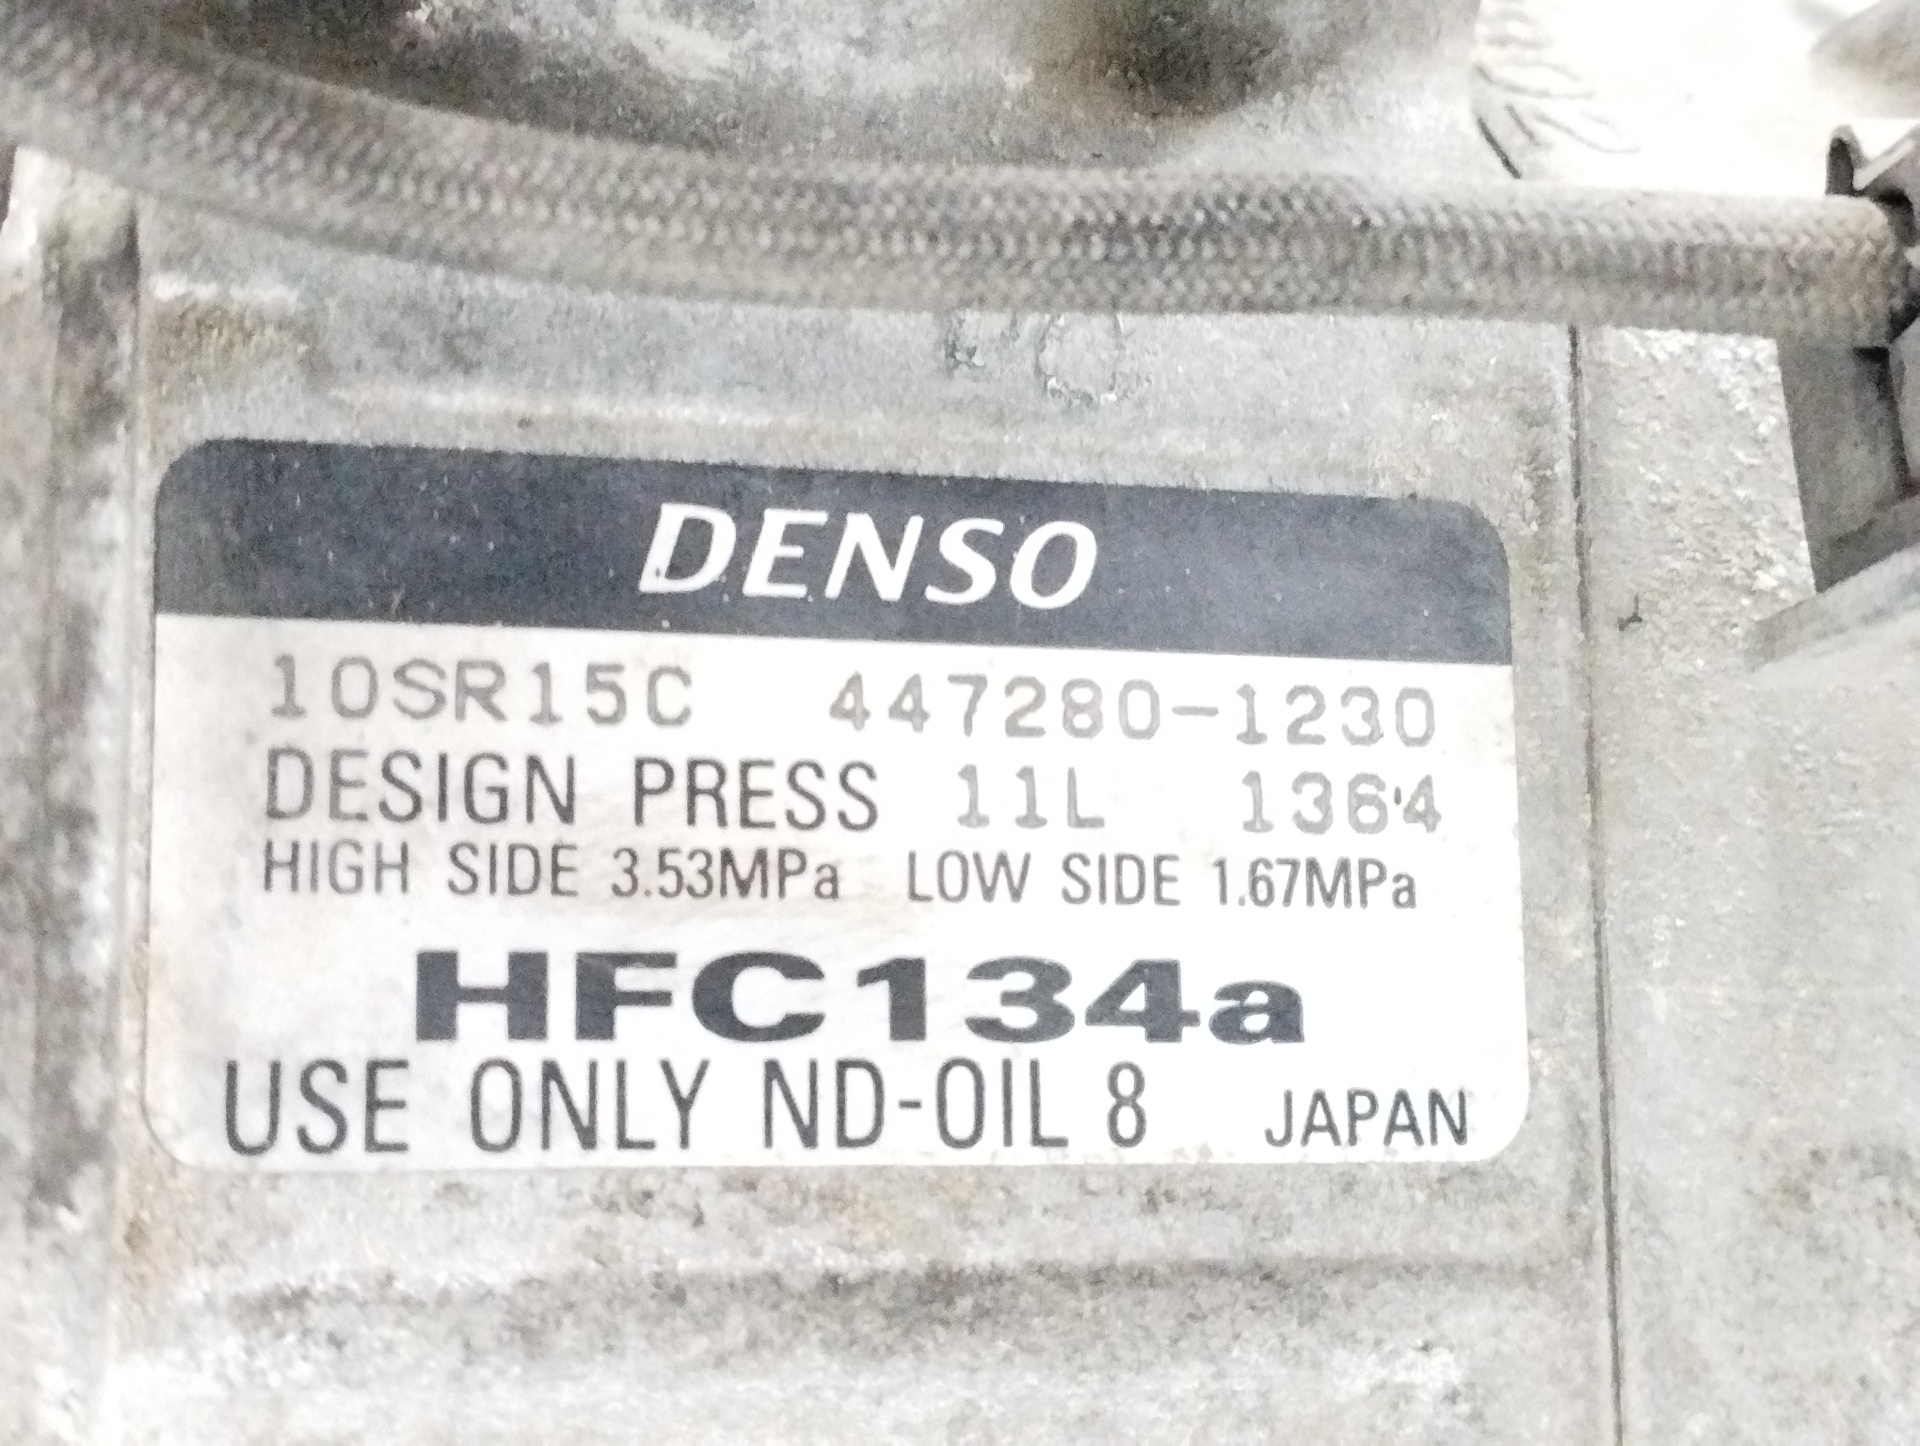 DENSO
10SR15C 447280-1230
DESIGN PRESS 11L 1364
HIGH SIDE 3.53MPa LOW SIDE 1.67MPa
HFC134a
USE ONLY ND-OIL 8 JAPAN